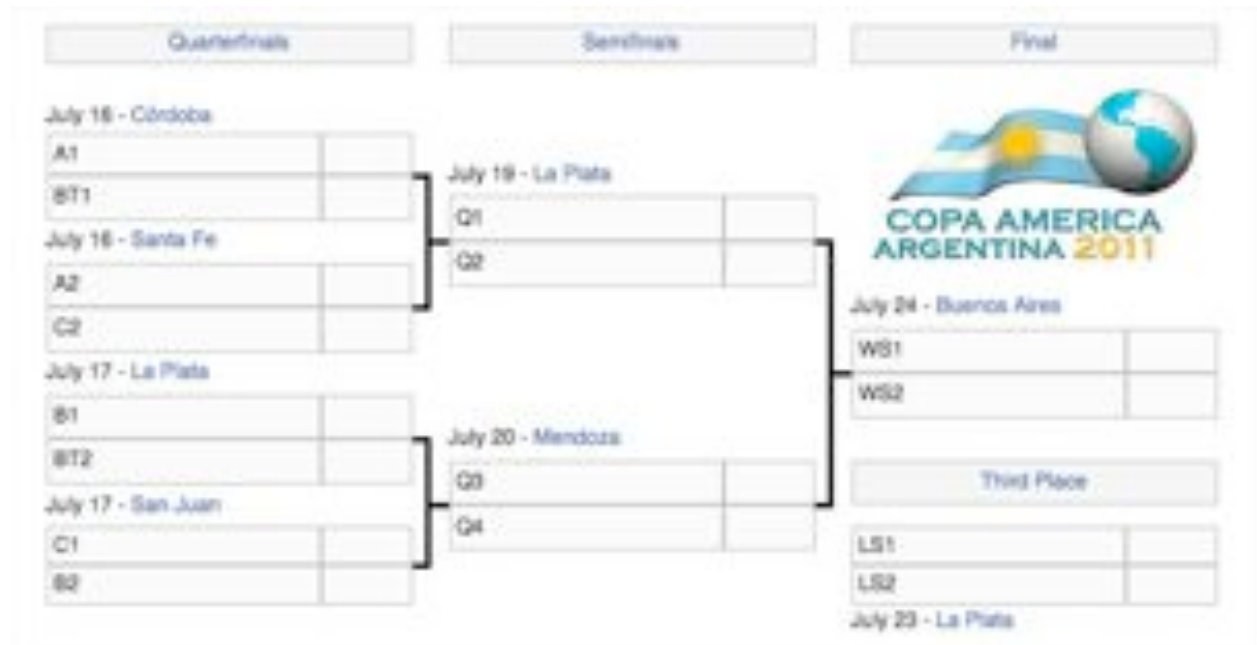 Quarterfinals
Semifinals
Final
July 16 - Córdoba
A1
BT1
July 16 - Santa Fe
A2
C2
July 17 - La Plata
B1
BT2
July 17 - San Juan
C1
B2
July 19 - La Plata
Q1
Q2
July 20 - Mendoza
Q3
Q4
COPA AMERICA
ARGENTINA 2011
July 24 - Buenos Aires
WS1
WS2
Third Place
LS1
LS2
July 23 - La Plata